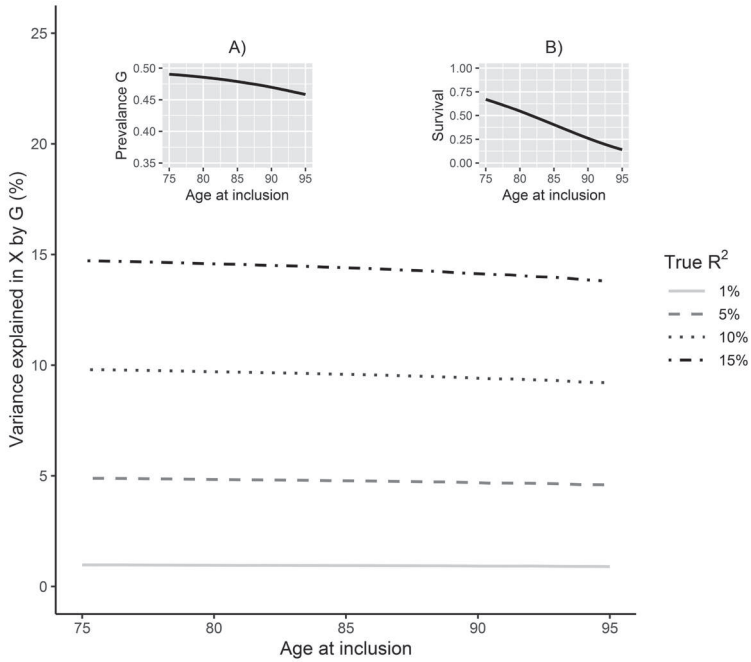 25
20
15
10
5
0
Variance explained in X by G (%)
75
80
85
90
95
Age at inclusion
A)
0.50
0.45
0.40
0.35
Prevalance G
75 80 85 90 95
Age at inclusion
B)
1.00
0.75
0.50
0.25
0.00
Survival
75 80 85 90 95
Age at inclusion
True R²
1%
5%
10%
15%